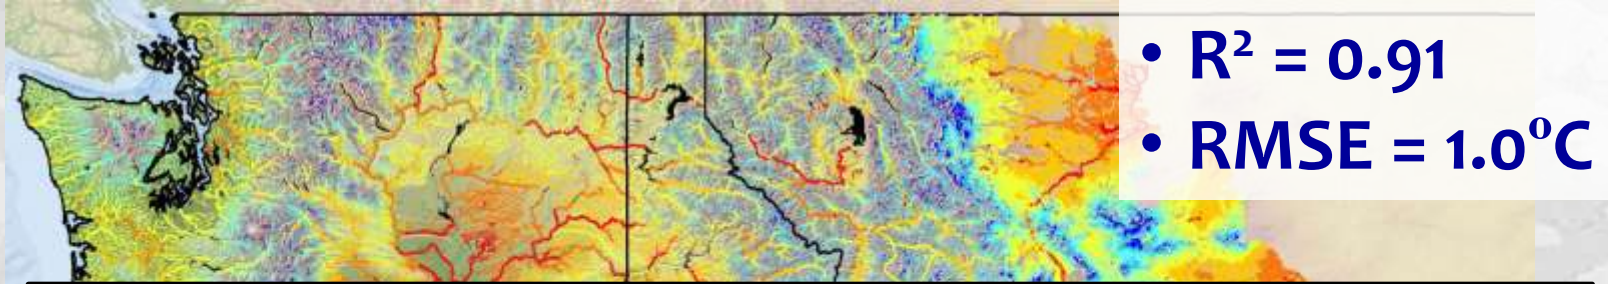 • R² = 0.91
• RMSE = 1.0°C